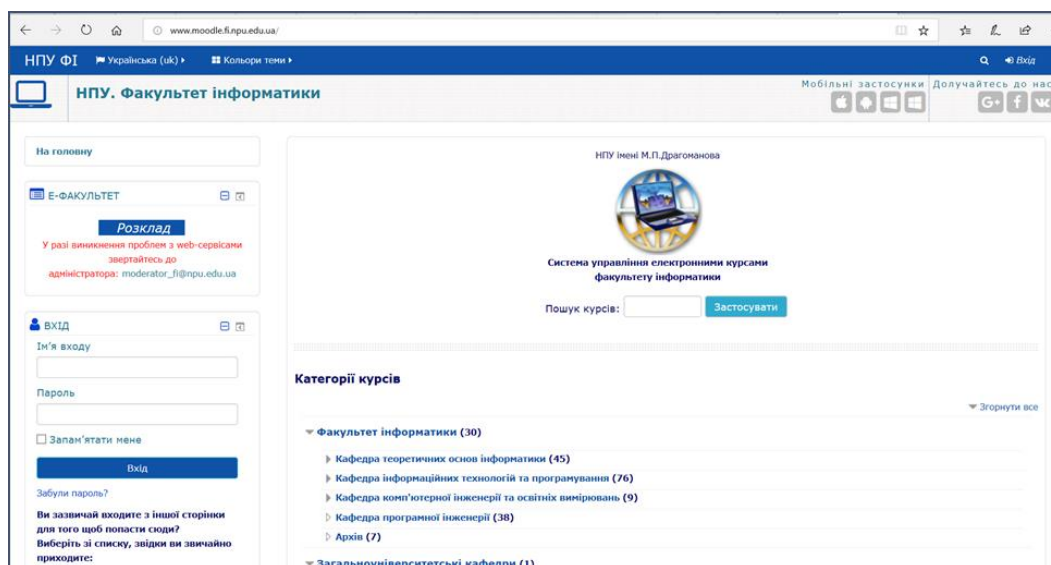 www.moodle.fi.npu.edu.ua/
НПУ ФІ
Українська (uk)
Кольори теми
Вхід
НПУ. Факультет інформатики
Мобільні застосунки
Долучайтесь до нас
G+
f
На головну
Е-ФАКУЛЬТЕТ
Розклад
У разі виникнення проблем з web-сервісами
звертайтесь до
адміністратора: moderator_fi@npu.edu.ua
ВХІД
Ім'я входу
Пароль
Запам'ятати мене
Вхід
Забули пароль?
Ви зазвичай входите з іншої сторінки
для того щоб попасти сюди?
Виберіть зі списку, звідки ви звичайно
приходите:
НПУ імені М.П.Драгоманова
Система управління електронними курсами
факультету інформатики
Пошук курсів:
Застосувати
Категорії курсів
Згорнути все
Факультет інформатики (30)
Кафедра теоретичних основ інформатики (45)
Кафедра інформаційних технологій та програмування (76)
Кафедра комп'ютерної інженерії та освітніх вимірювань (9)
Кафедра програмної інженерії (38)
Архів (7)
Загальноуніверситетські кафедри (1)